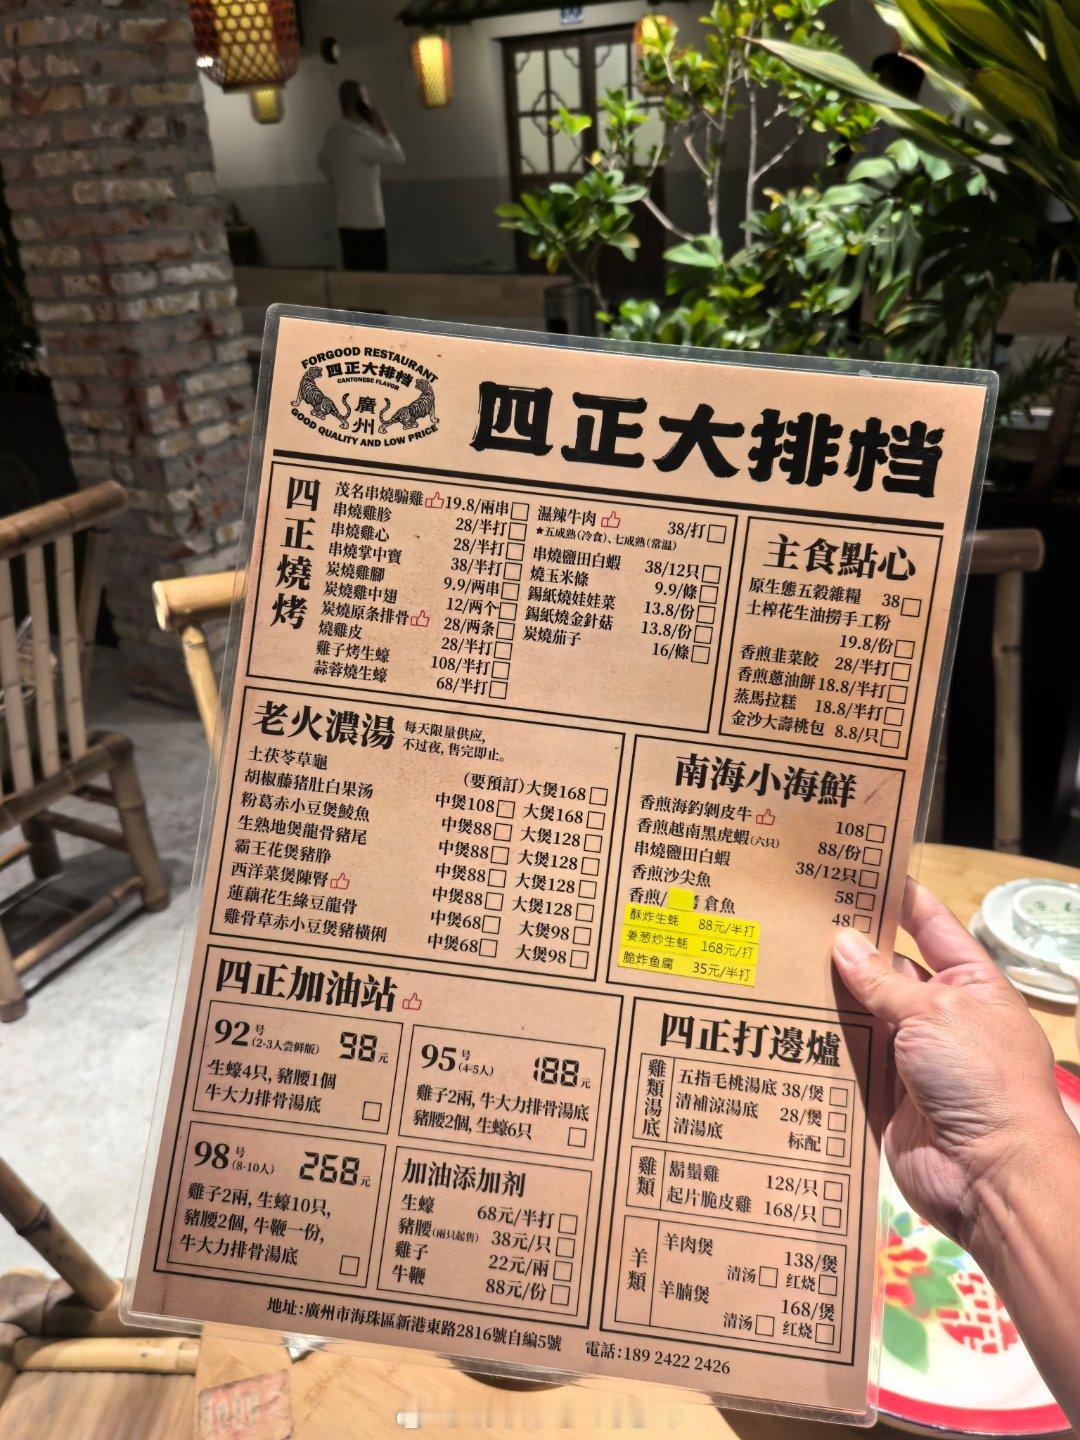 FORGOOD RESTAURANT
四正大排档
CANTONESE FLAVOR
廣州
GOOD QUALITY AND LOW PRICE
四正大排档
四正燒烤
茂名串燒騸雞 19.8/兩串
串燒雞胗 28/半打
串燒雞心 28/半打
串燒掌中寶 38/半打
炭燒雞腳 9.9/两串
炭燒雞中翅 12/两个
炭燒原条排骨 28/两条
燒雞皮 28/半打
雞子烤生蠔 108/半打
蒜蓉燒生蠔 68/半打
濕辣牛肉 38/打
★五成熟(冷食)、七成熟(常溫)
串燒鹽田白蝦 38/12只
燒玉米條 9.9/條
錫紙燒娃娃菜 13.8/份
錫紙燒金針菇 13.8/份
炭燒茄子 16/條
主食點心
原生態五穀雜糧 38
土榨花生油撈手工粉
19.8/份
香煎韭菜餃 28/半打
香煎蔥油餅 18.8/半打
蒸馬拉糕 18.8/半打
金沙大壽桃包 8.8/只
老火濃湯
每天限量供应,
不过夜, 售完即止。
土茯苓草龜 (要預訂)大煲168
胡椒藤猪肚白果汤 中煲108 大煲168
粉葛赤小豆煲鯪魚 中煲88 大煲128
生熟地煲龍骨豬尾 中煲88 大煲128
霸王花煲豬脚 中煲88 大煲128
西洋菜煲陳腎 中煲88 大煲128
蓮藕花生綠豆龍骨 中煲68 大煲98
雞骨草赤小豆煲豬橫脷 中煲68 大煲98
南海小海鮮
香煎海釣剝皮牛 108
香煎越南黑虎蝦(六只) 88/份
串燒鹽田白蝦 38/12只
香煎沙尖魚 58
香煎/ 倉魚 48
酥炸生蚝 88元/半打
姜葱炒生蚝 168元/打
脆炸鱼腐 35元/半打
四正加油站
92号
(2-3人尝鲜版) 98元
生蠔4只, 豬腰1個
牛大力排骨湯底
95号
(4-5人) 188元
雞子2兩, 牛大力排骨湯底
豬腰2個, 生蠔6只
98号
(8-10人) 268元
雞子2兩, 生蠔10只,
豬腰2個, 牛鞭一份,
牛大力排骨湯底
加油添加剂
生蠔 68元/半打
豬腰(兩只起售) 38元/只
雞子 22元/兩
牛鞭 88元/份
四正打邊爐
雞類湯底
五指毛桃湯底 38/煲
清補涼湯底 28/煲
清湯底 标配
雞類
鬍鬚雞 128/只
起片脆皮雞 168/只
羊類
羊肉煲 138/煲
清汤 红烧
羊腩煲 168/煲
清汤 红烧
地址:廣州市海珠區新港東路2816號自編5號 電話:189 2422 2426